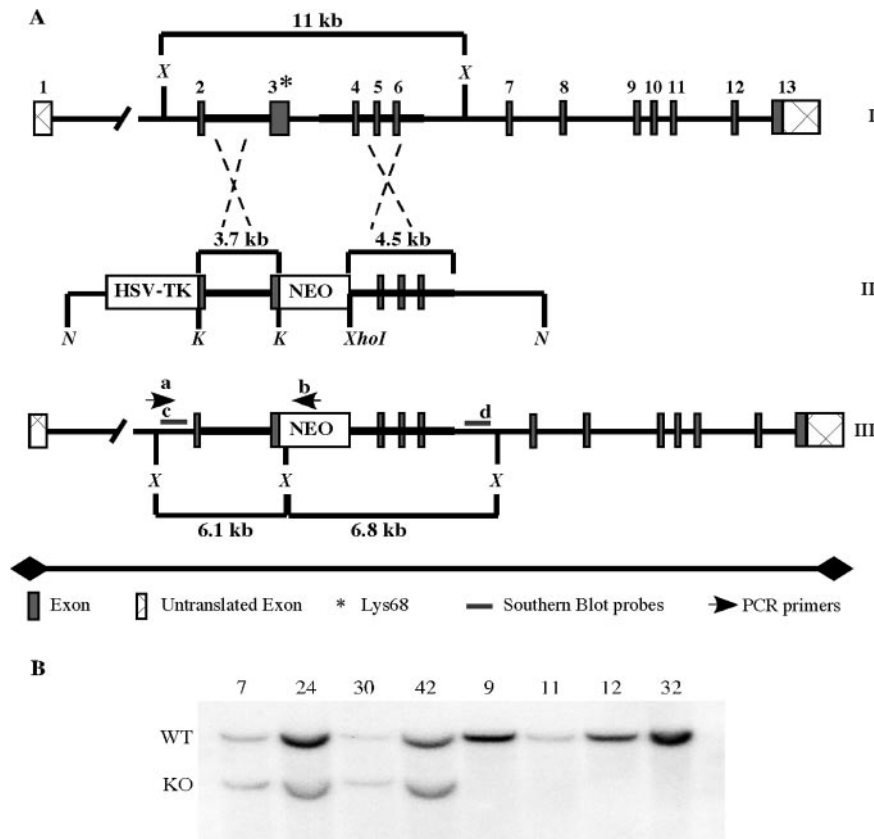 A
11 kb
X X
1 2 3* 4 5 6 7 8 9 10 11 12 13
I
3.7 kb 4.5 kb
HSV-TK NEO
II
N K K XhoI N
a b
c d
NEO
III
X X X
6.1 kb 6.8 kb
Exon Untranslated Exon * Lys68 Southern Blot probes PCR primers
B
7 24 30 42 9 11 12 32
WT
KO